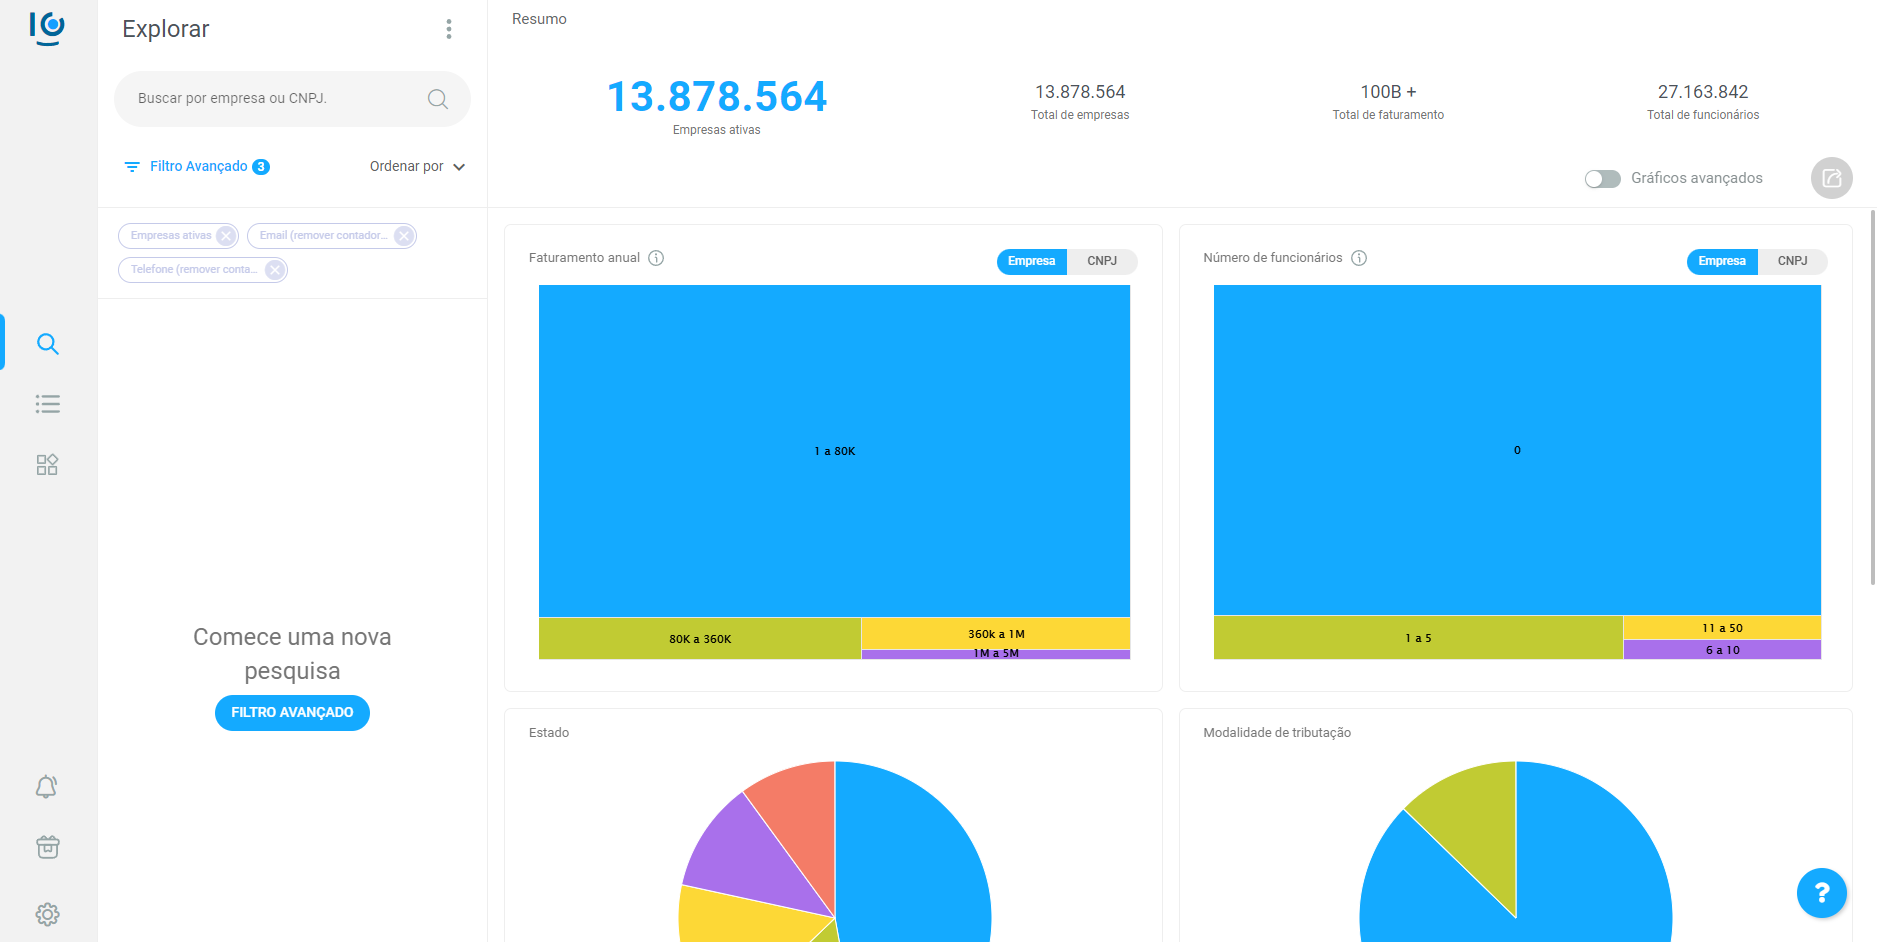 Explorar
Buscar por empresa ou CNPJ.
Filtro Avançado 3
Ordenar por
Empresas ativas
Email (remover contador...
Telefone (remover conta...
Comece uma nova
pesquisa
FILTRO AVANÇADO
Resumo
13.878.564
Empresas ativas
13.878.564
Total de empresas
100B +
Total de faturamento
27.163.842
Total de funcionários
Gráficos avançados
Faturamento anual
Empresa
CNPJ
1 a 80K
80K a 360K
360k a 1M
1M a 5M
Número de funcionários
Empresa
CNPJ
0
1 a 5
11 a 50
6 a 10
Estado
Modalidade de tributação
?